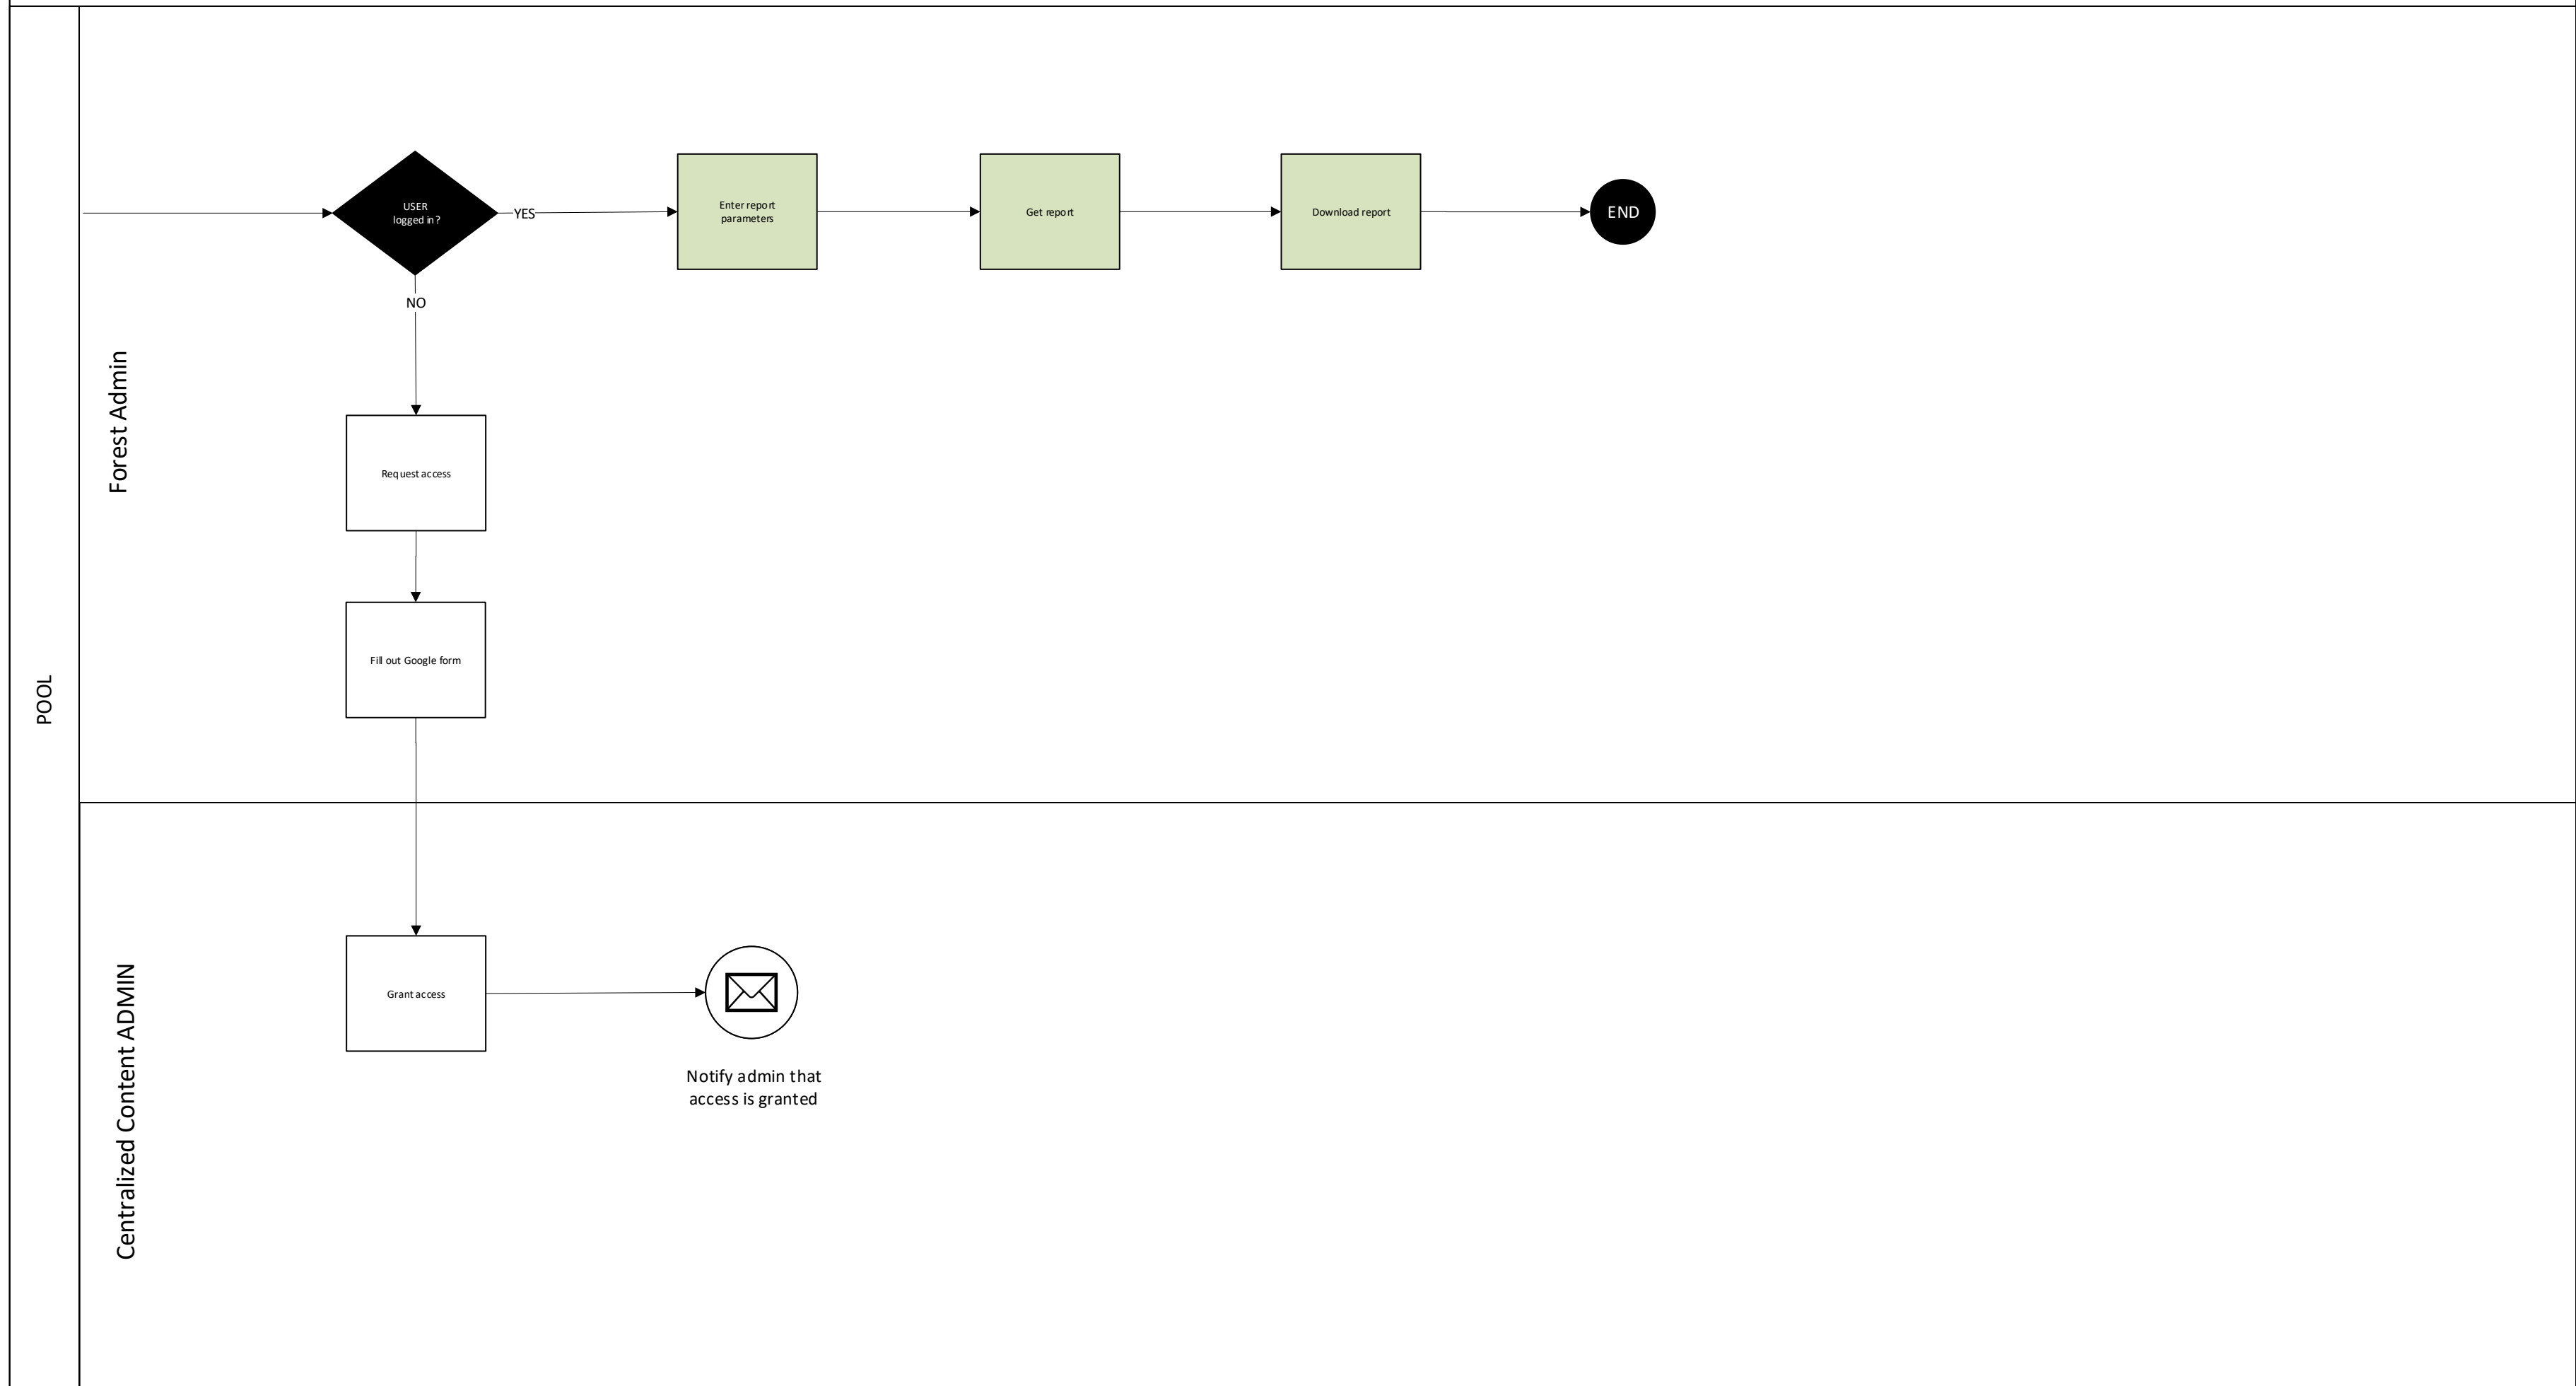 POOL
Forest Admin
USER
logged in?
YES
Enter report
parameters
Get report
Download report
END
NO
Request access
Fill out Google form
Centralized Content ADMIN
Grant access
Notify admin that
access is granted